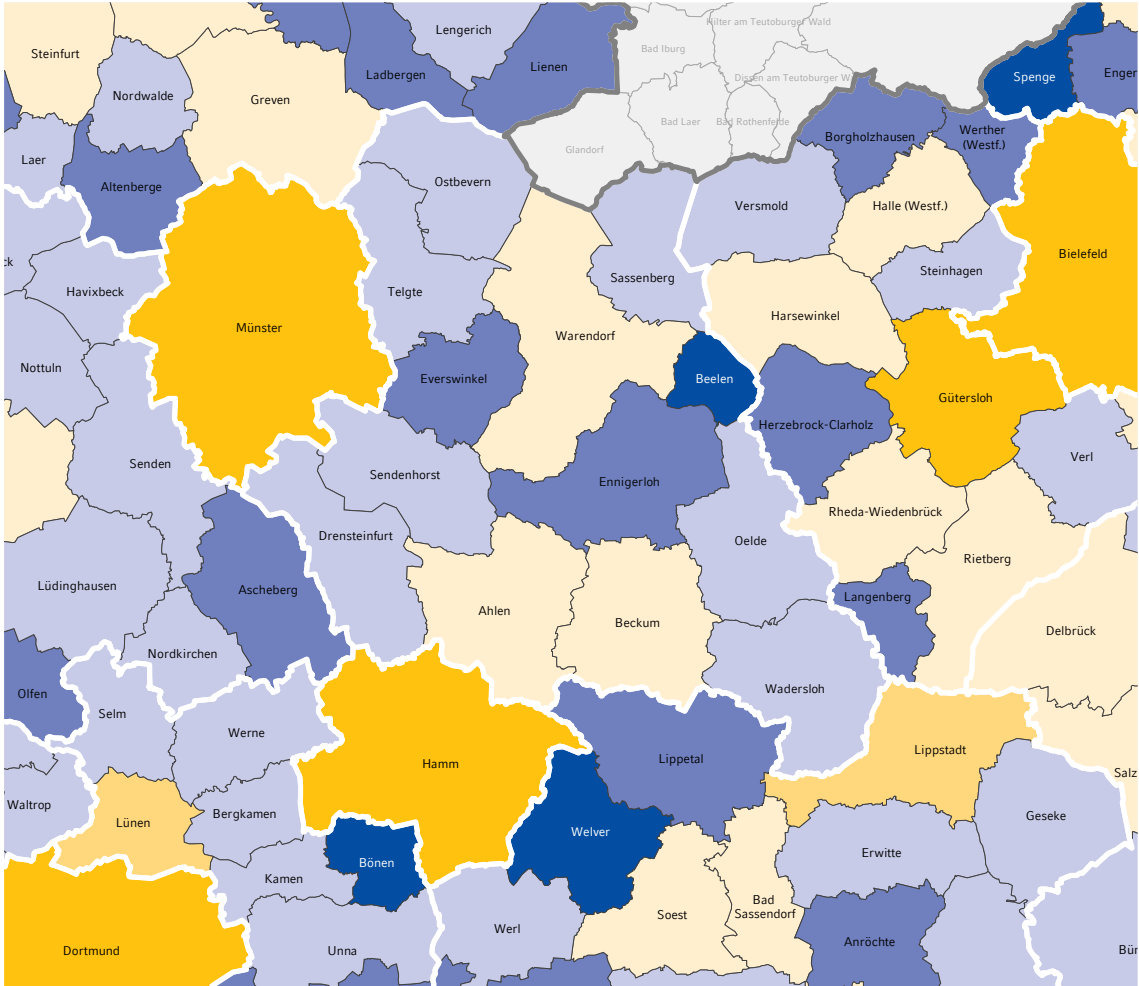 Lengerich
Hilter am Teutoburger Wald
Steinfurt
Bad Iburg
Lienen
Ladbergen
Dissen am Teutoburger W
Spenge
Enger
Nordwalde
Greven
Bad Laer
Bad Rothenfelde
Borgholzhausen
Werther
(Westf.)
Laer
Glandorf
Altenberge
Ostbevern
Versmold
Halle (Westf.)
Bielefeld
ck
Havixbeck
Telgte
Sassenberg
Steinhagen
Münster
Warendorf
Harsewinkel
Nottuln
Everswinkel
Beelen
Gütersloh
Herzebrock-Clarholz
Senden
Sendenhorst
Ennigerloh
Verl
Drensteinfurt
Oelde
Rheda-Wiedenbrück
Rietberg
Lüdinghausen
Ascheberg
Ahlen
Beckum
Langenberg
Delbrück
Nordkirchen
Olfen
Selm
Wadersloh
Werne
Hamm
Lippetal
Lippstadt
Salz
Waltrop
Lünen
Bergkamen
Welver
Geseke
Kamen
Bönen
Erwitte
Bad
Sassendorf
Soest
Werl
Anröchte
Dortmund
Unna
Bür